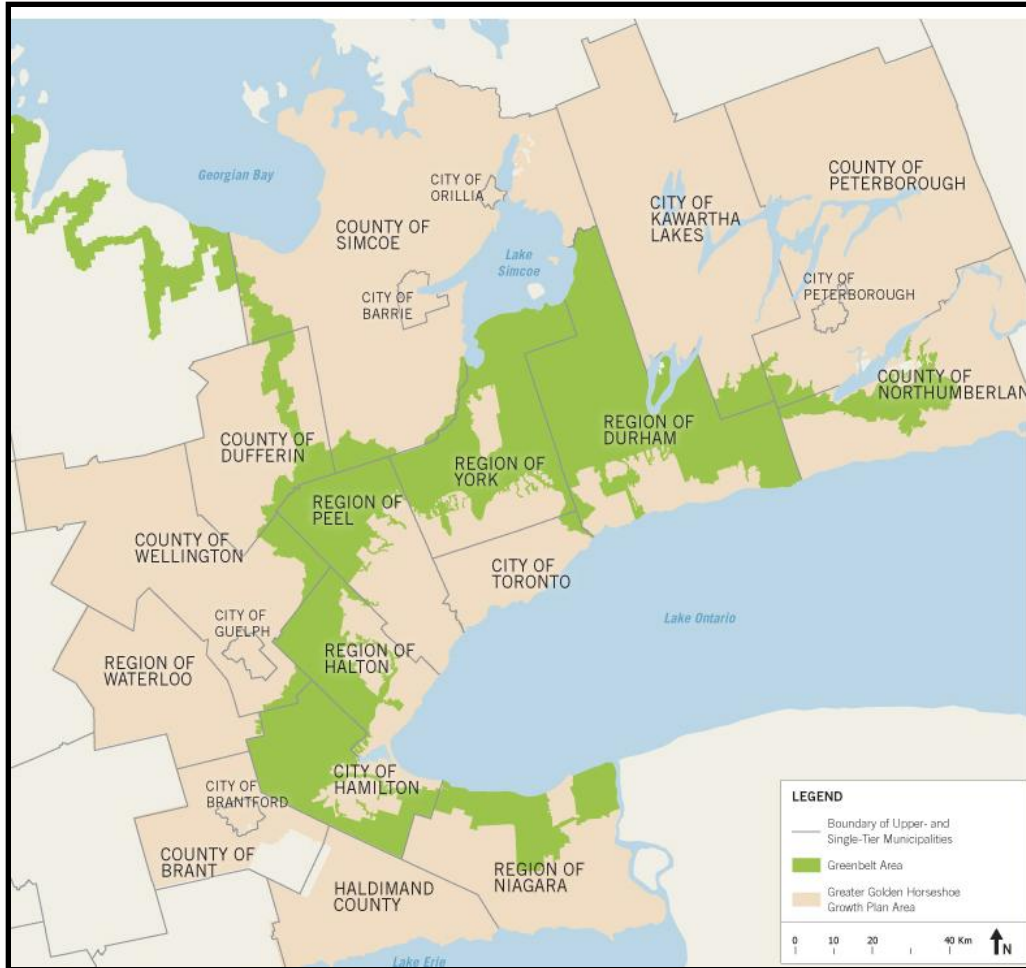 Georgian Bay
CITY OF
ORILLIA
COUNTY OF
SIMCOE
Lake
Simcoe
CITY OF
BARRIE
CITY OF
KAWARTHA
LAKES
COUNTY OF
PETERBOROUGH
CITY OF
PETERBOROUGH
COUNTY OF
NORTHUMBERLAN
COUNTY OF
DUFFERIN
REGION OF
PEEL
REGION OF
YORK
REGION OF
DURHAM
COUNTY OF
WELLINGTON
CITY OF
TORONTO
CITY OF
GUELPH
REGION OF
WATERLOO
REGION OF
HALTON
Lake Ontario
CITY OF
HAMILTON
CITY OF
BRANTFORD
COUNTY OF
BRANT
HALDIMAND
COUNTY
REGION OF
NIAGARA
Lake Erie
LEGEND
Boundary of Upper- and
Single-Tier Municipalities
Greenbelt Area
Greater Golden Horseshoe
Growth Plan Area
0 10 20 40 Km
N